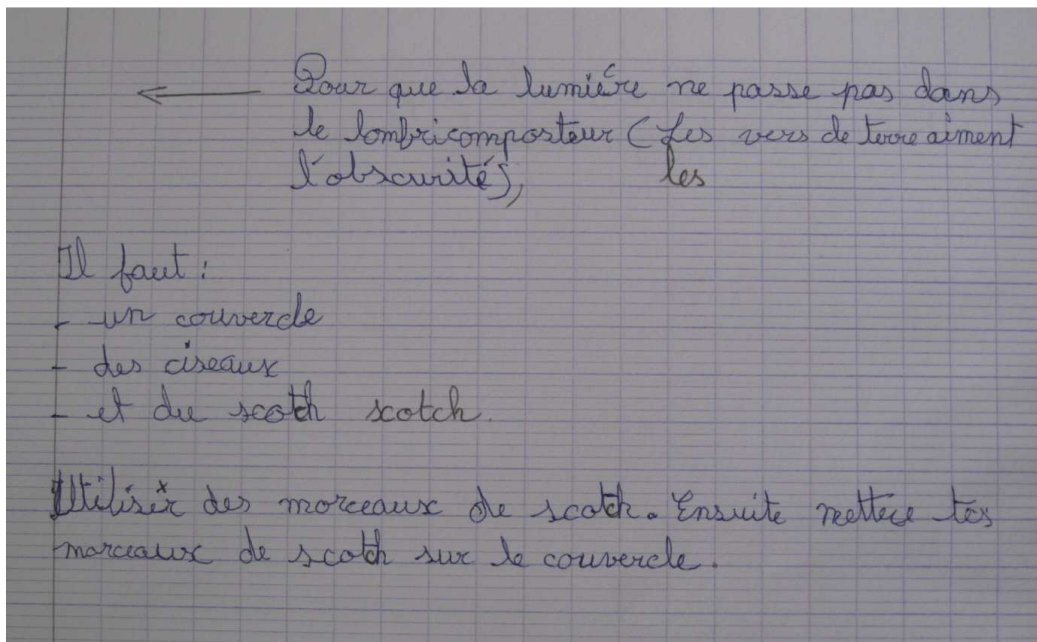 Pour que la lumière ne passe pas dans
le lombricomposteur (Les vers de terre aiment
l'obscurité), les
Il faut :
- un couvercle
- des ciseaux
- et du scotch scotch.
Utiliser des morceaux de scotch. Ensuite mettre tes
morceaux de scotch sur le couvercle.